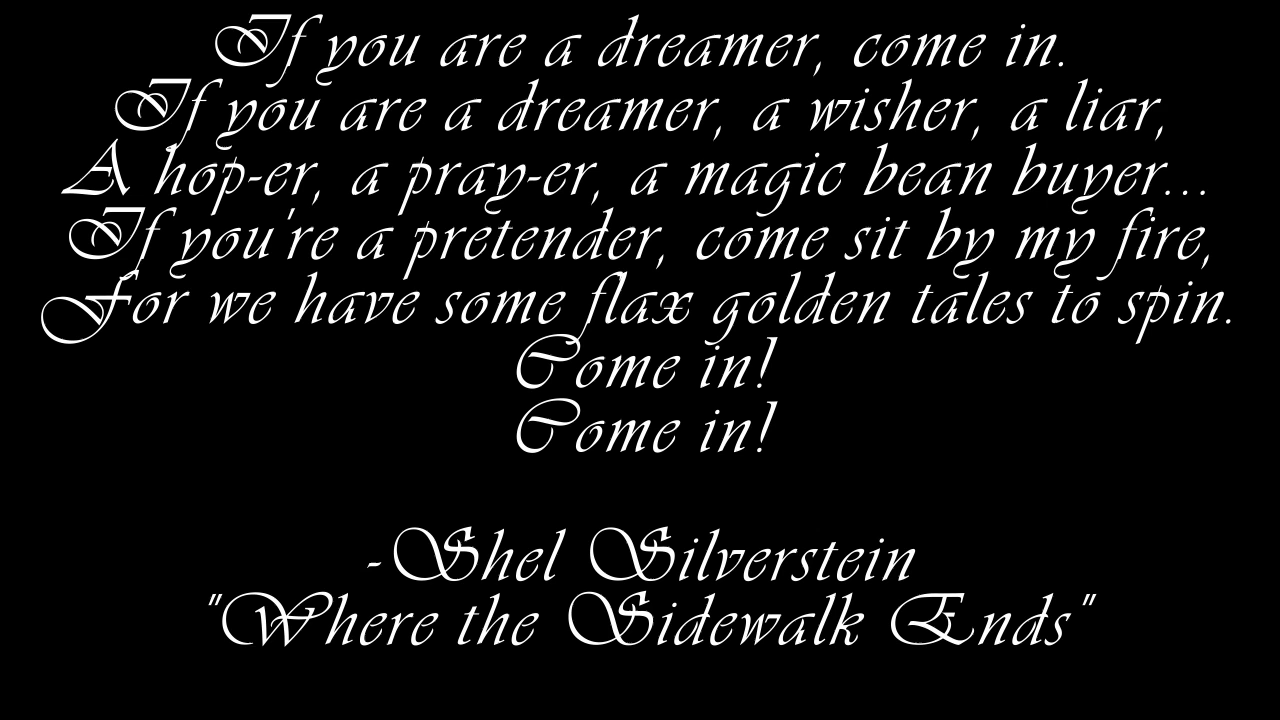 If you are a dreamer, come in.
If you are a dreamer, a wisher, a liar,
A hop-er, a pray-er, a magic bean buyer...
If you're a pretender, come sit by my fire,
For we have some flax golden tales to spin.
Come in!
Come in!
-Shel Silverstein
"Where the Sidewalk Ends"